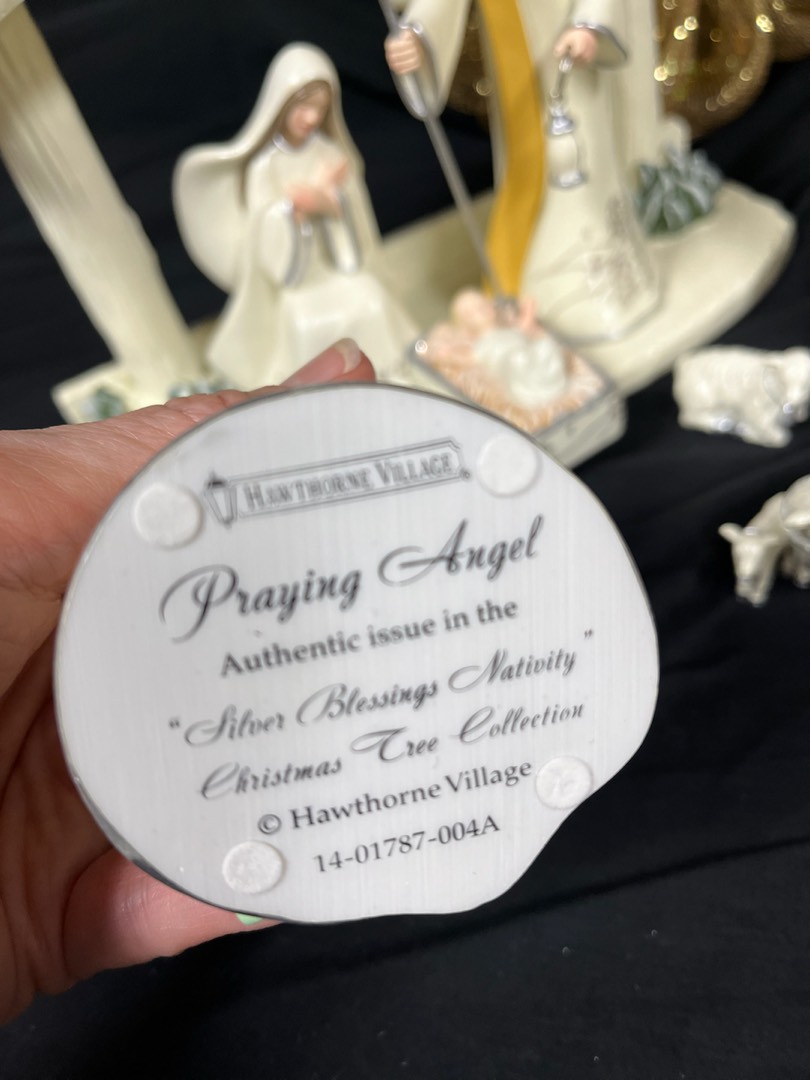 HAWTHORNE VILLAGE
Praying Angel
Authentic issue in the
"Silver Blessings Nativity"
Christmas Tree Collection
© Hawthorne Village
14-01787-004A